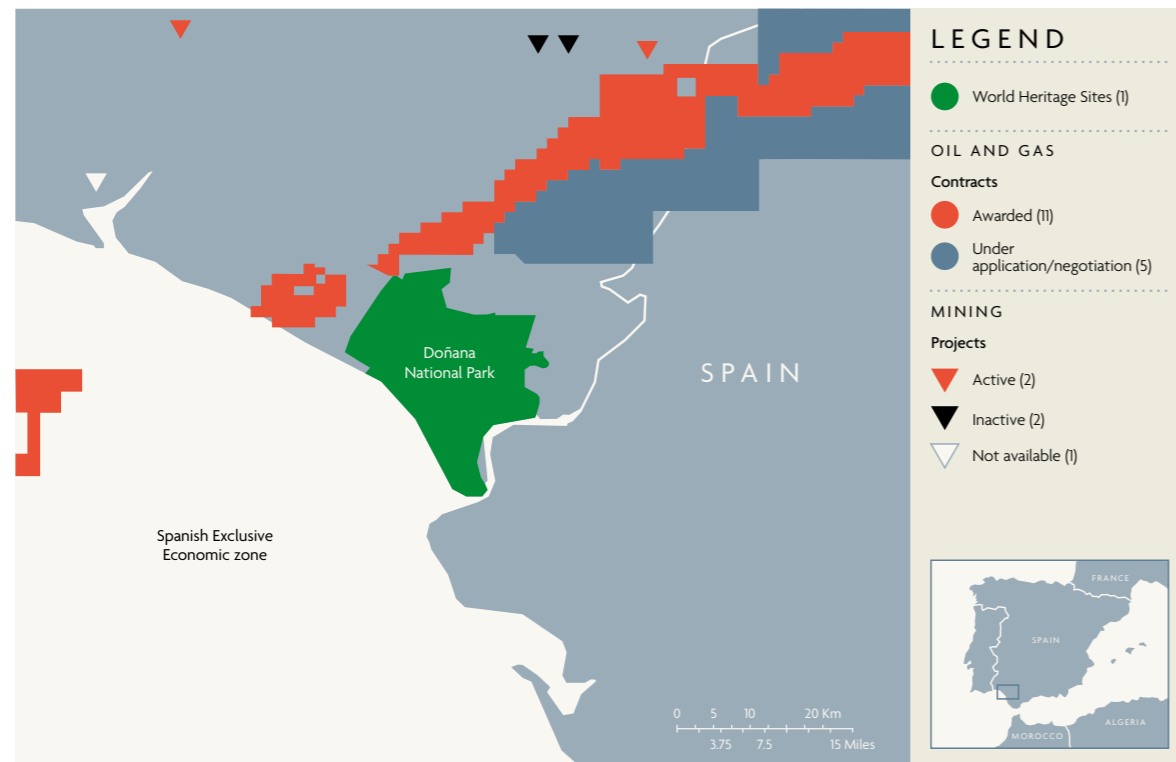 Doñana
National Park
SPAIN
Spanish Exclusive
Economic zone
0 5 10 20 Km
3.75 7.5 15 Miles
LEGEND
World Heritage Sites (1)
OIL AND GAS
Contracts
Awarded (11)
Under
application/negotiation (5)
MINING
Projects
Active (2)
Inactive (2)
Not available (1)
FRANCE
SPAIN
ALGERIA
MOROCCO